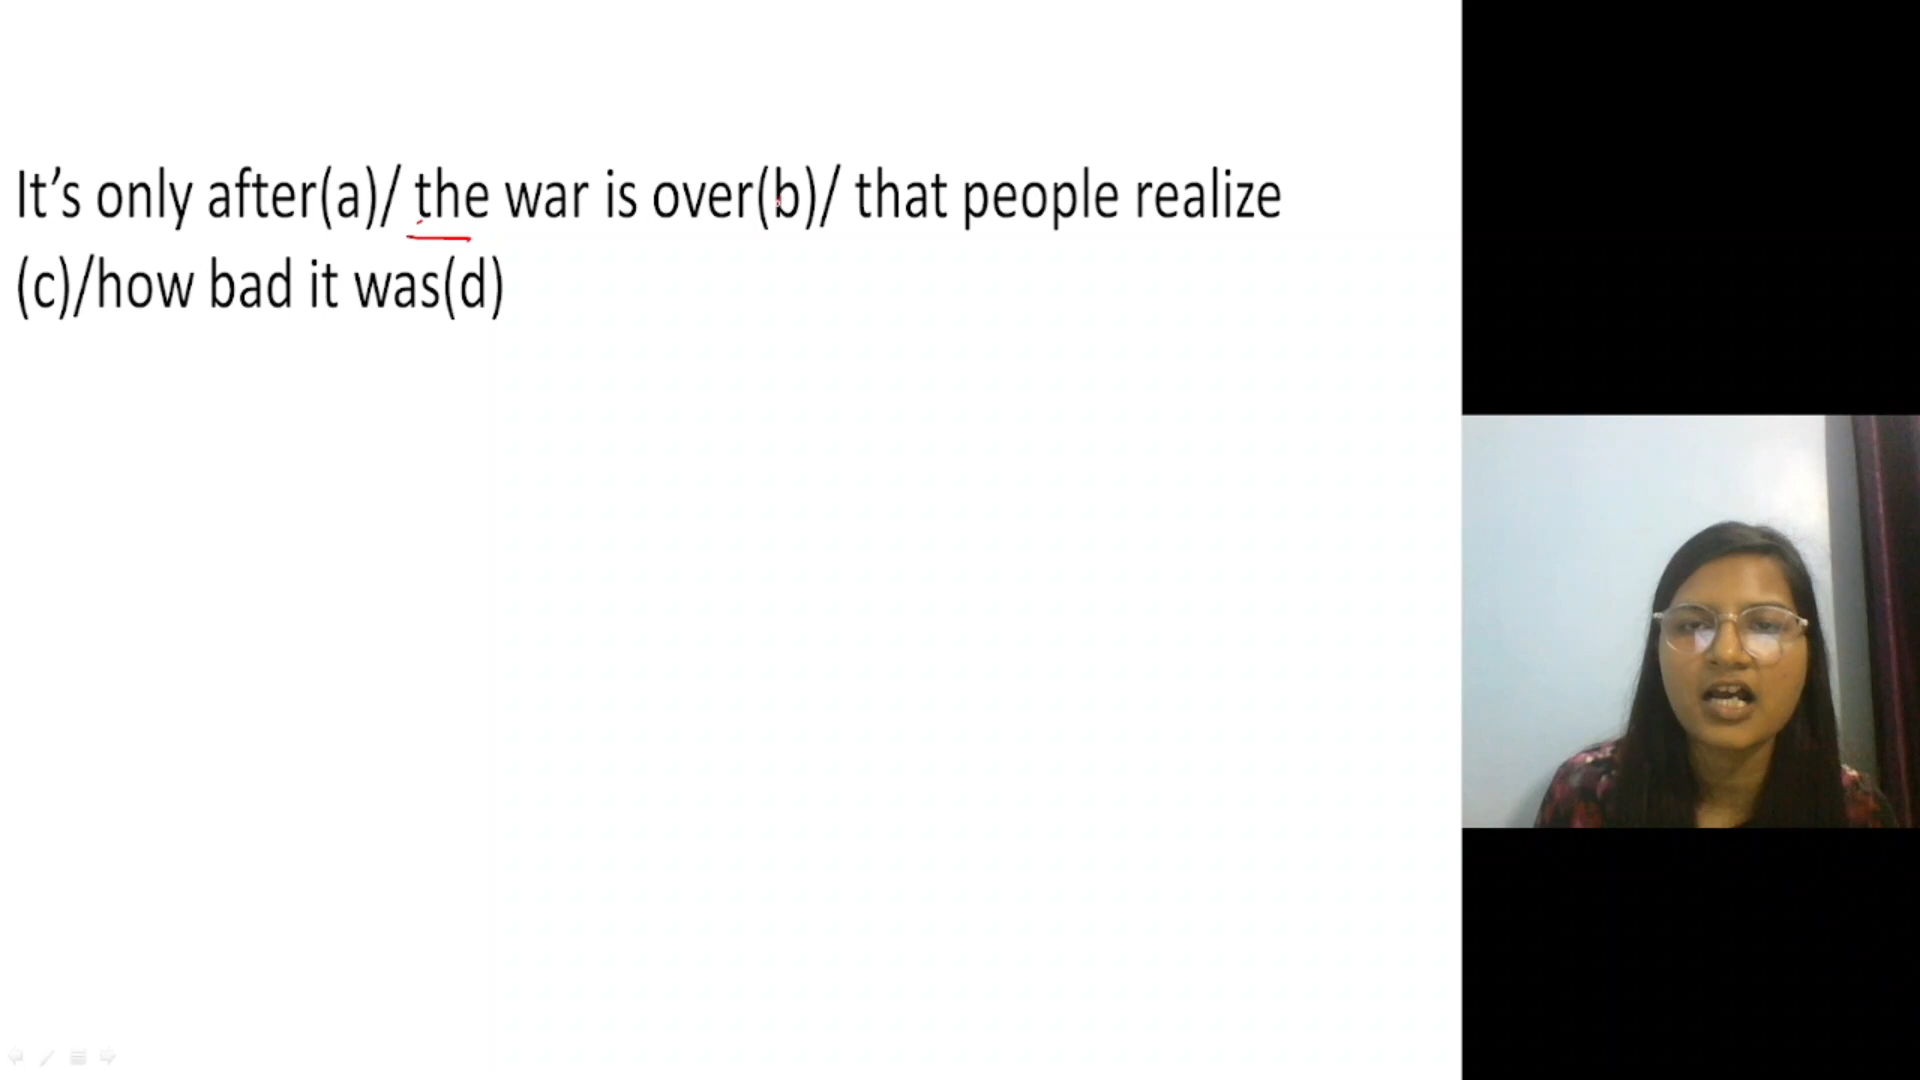 It’s only after(a)/ the war is over(b)/ that people realize
(c)/how bad it was(d)